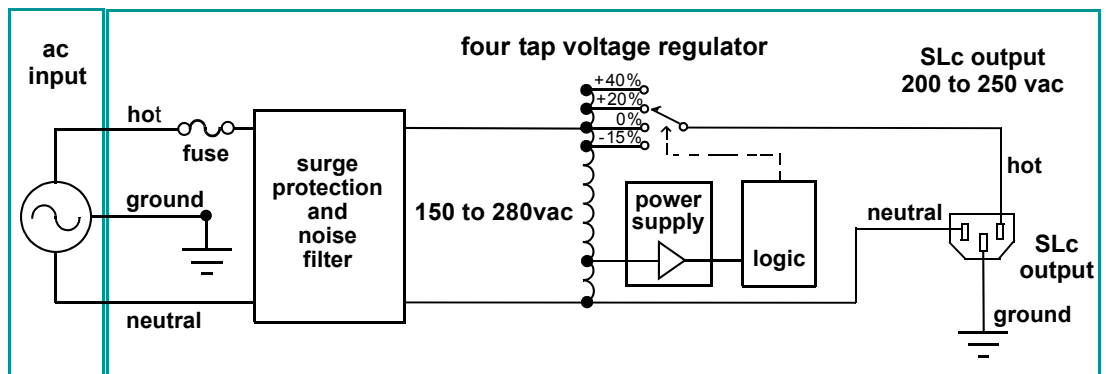 ac
input
four tap voltage regulator
SLc output
200 to 250 vac
+40%
+20%
0%
-15%
hot
fuse
surge
protection
and
noise
filter
ground
150 to 280vac
power
supply
logic
hot
neutral
SLc
output
neutral
ground